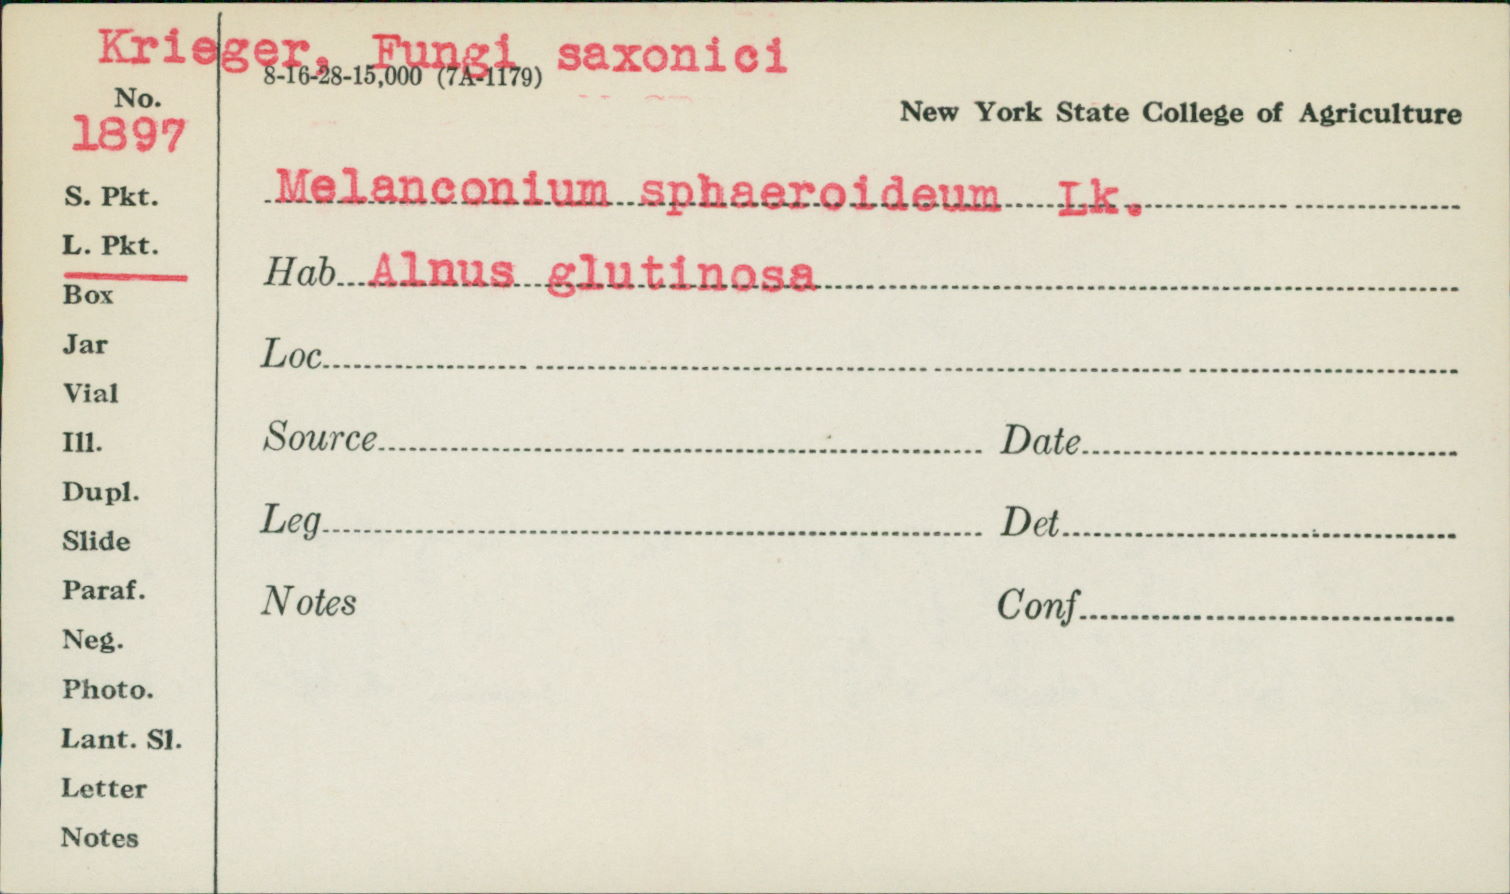 Krieger, Fungi saxonici
8-16-28-15,000 (7A-1179)
No.
1897
New York State College of Agriculture
S. Pkt.
L. Pkt.
Box
Jar
Vial
Ill.
Dupl.
Slide
Paraf.
Neg.
Photo.
Lant. Sl.
Letter
Notes
Melanconium sphaeroideum Lk.
Hab Alnus glutinosa
Loc
Source Date
Leg Det
Notes Conf